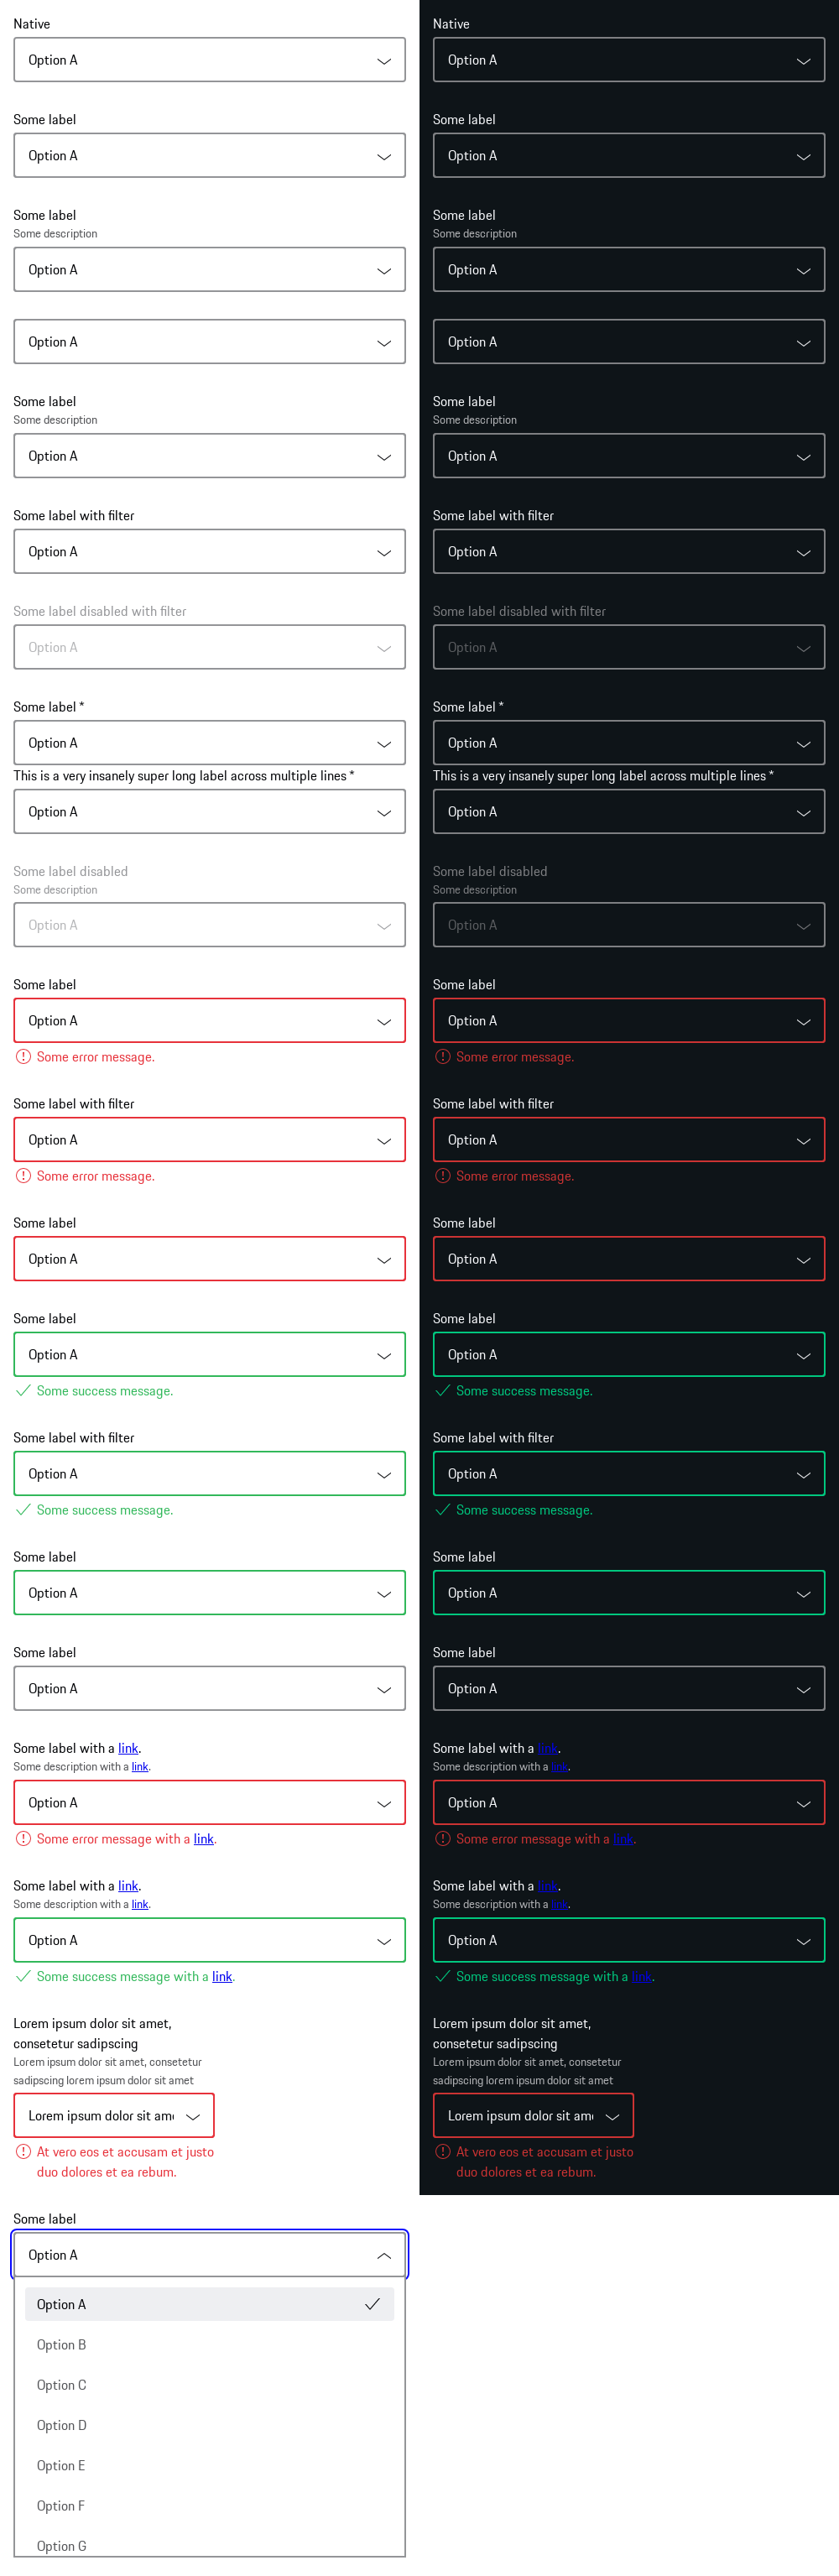 Native
Option A
Some label
Option A
Some label
Some description
Option A
Option A
Some label
Some description
Option A
Some label with filter
Option A
Some label disabled with filter
Option A
Some label *
Option A
This is a very insanely super long label across multiple lines *
Option A
Some label disabled
Some description
Option A
Some label
Option A
Some error message.
Some label with filter
Option A
Some error message.
Some label
Option A
Some label
Option A
Some success message.
Some label with filter
Option A
Some success message.
Some label
Option A
Some label
Option A
Some label with a link.
Some description with a link.
Option A
Some error message with a link.
Some label with a link.
Some description with a link.
Option A
Some success message with a link.
Lorem ipsum dolor sit amet,
consetetur sadipscing
Lorem ipsum dolor sit amet, consetetur
sadipscing lorem ipsum dolor sit amet
Lorem ipsum dolor sit am
At vero eos et accusam et justo
duo dolores et ea rebum.
Some label
Option A
Option A
Option B
Option C
Option D
Option E
Option F
Option G
Native
Option A
Some label
Option A
Some label
Some description
Option A
Option A
Some label
Some description
Option A
Some label with filter
Option A
Some label disabled with filter
Option A
Some label *
Option A
This is a very insanely super long label across multiple lines *
Option A
Some label disabled
Some description
Option A
Some label
Option A
Some error message.
Some label with filter
Option A
Some error message.
Some label
Option A
Some label
Option A
Some success message.
Some label with filter
Option A
Some success message.
Some label
Option A
Some label
Option A
Some label with a link.
Some description with a link.
Option A
Some error message with a link.
Some label with a link.
Some description with a link.
Option A
Some success message with a link.
Lorem ipsum dolor sit amet,
consetetur sadipscing
Lorem ipsum dolor sit amet, consetetur
sadipscing lorem ipsum dolor sit amet
Lorem ipsum dolor sit am
At vero eos et accusam et justo
duo dolores et ea rebum.